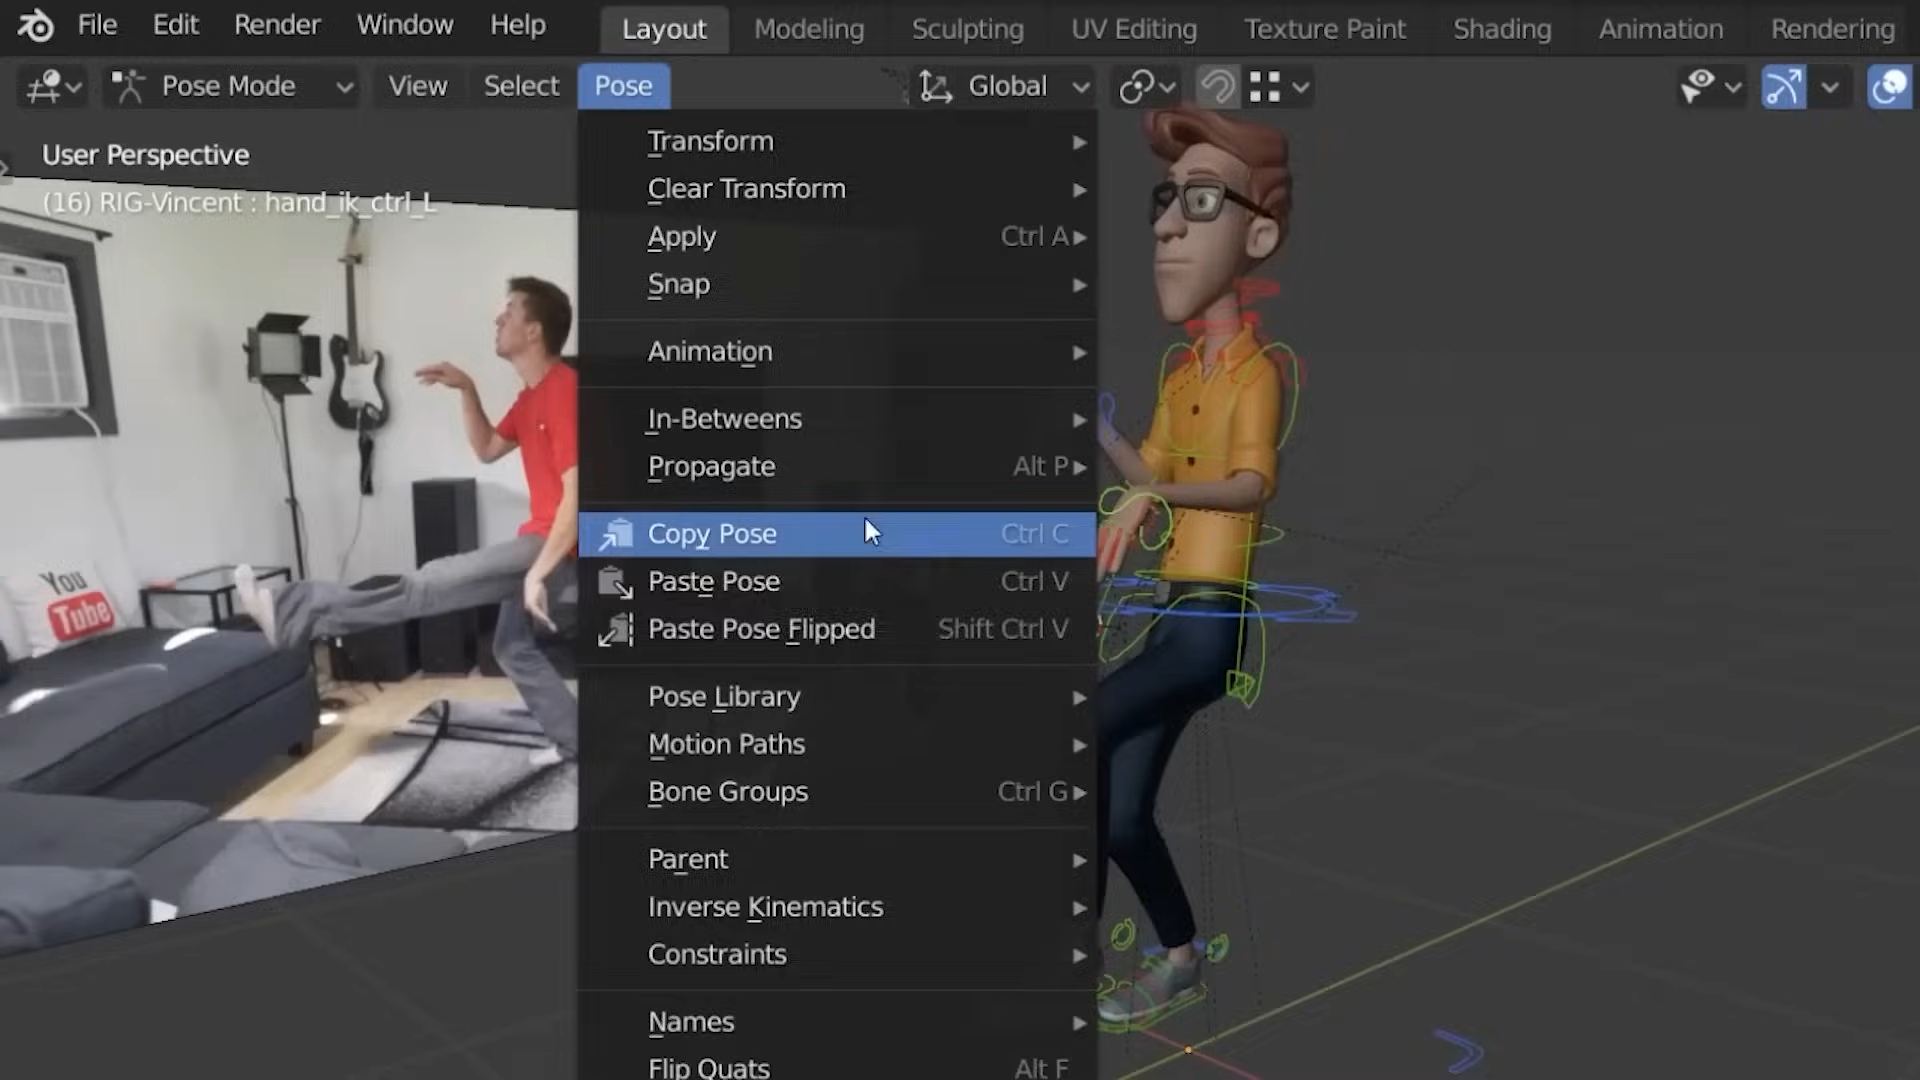 File Edit Render Window Help Layout Modeling Sculpting UV Editing Texture Paint Shading Animation Rendering
Pose Mode View Select Pose Global
User Perspective
(16) RIG-Vincent : hand_ik_ctrl_L
Transform
Clear Transform
Apply Ctrl A
Snap
Animation
In-Betweens
Propagate Alt P
Copy Pose Ctrl C
Paste Pose Ctrl V
Paste Pose Flipped Shift Ctrl V
Pose Library
Motion Paths
Bone Groups Ctrl G
Parent
Inverse Kinematics
Constraints
Names
Flip Quats Alt F
You
Tube